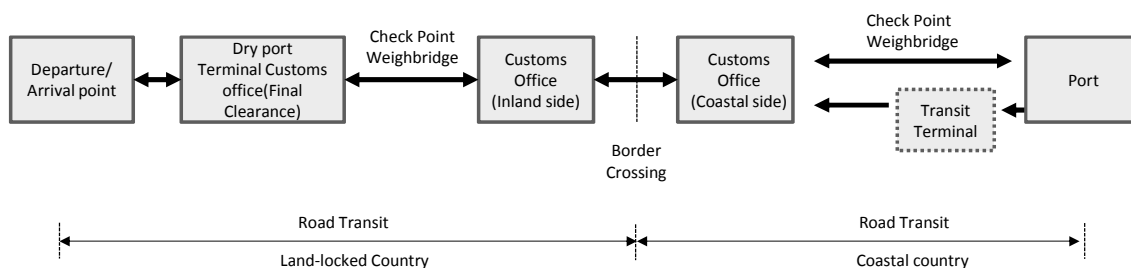 Departure/
Arrival point
Dry port
Terminal Customs
office(Final
Clearance)
Check Point
Weighbridge
Customs
Office
(Inland side)
Border
Crossing
Customs
Office
(Coastal side)
Check Point
Weighbridge
Transit
Terminal
Port
Road Transit
Land-locked Country
Road Transit
Coastal country